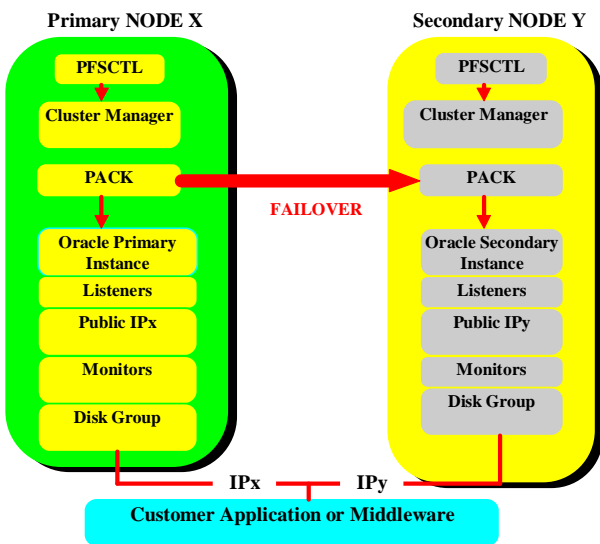 Primary NODE X
PFSCTL
Cluster Manager
PACK
Oracle Primary
Instance
Listeners
Public IPx
Monitors
Disk Group
FAILOVER
Secondary NODE Y
PFSCTL
Cluster Manager
PACK
Oracle Secondary
Instance
Listeners
Public IPy
Monitors
Disk Group
IPx
IPy
Customer Application or Middleware